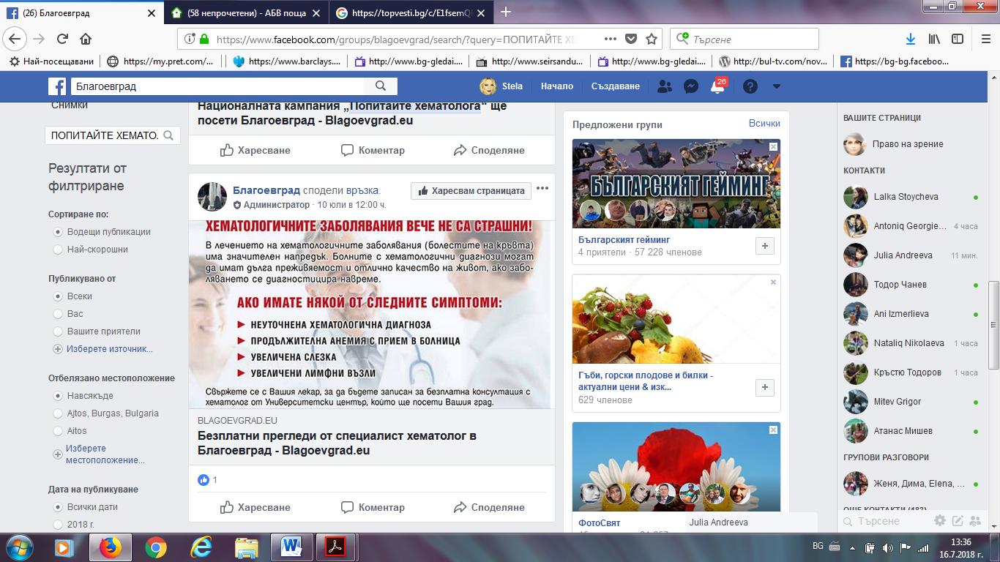 (26) Благоевград
(58 непрочетени) - АБВ поща
https://topvesti.bg/c/E1fsemQ
https://www.facebook.com/groups/blagoevgrad/search/?query=ПОПИТАЙТЕ ХЕ
Търсене
Най-посещавани
https://my.pret.com/...
https://www.barclays....
http://www.bg-gledai....
http://www.seirsandu...
http://www.bg-gledai....
http://bul-tv.com/nov...
https://bg-bg.faceboo...
Благоевград
Stela
Начало
Създаване
26
Снимки
ПОПИТАЙТЕ ХЕМАТО.
Резултати от
филтриране
Сортиране по:
Водещи публикации
Най-скорошни
Публикувано от
Всеки
Вас
Вашите приятели
Изберете източник...
Отбелязано местоположение
Навсякъде
Ajtos, Burgas, Bulgaria
Aitos
Изберете
местоположение...
Дата на публикуване
Всички дати
2018 г.
Националната кампания „Попитайте хематолога“ ще
посети Благоевград - Blagoevgrad.eu
Харесване
Коментар
Споделяне
Благоевград сподели връзка.
Администратор · 10 юли в 12:00 ч.
Харесвам страницата
ХЕМАТОЛОГИЧНИТЕ ЗАБОЛЯВАНИЯ ВЕЧЕ НЕ СА СТРАШНИ!
В лечението на хематологичните заболявания (болестите на кръвта)
има значителен напредък. Болните с хематологични диагнози могат
да имат дълга преживяемост и отлично качество на живот, ако забо-
ляването се диагностицира навреме.
АКО ИМАТЕ НЯКОЙ ОТ СЛЕДНИТЕ СИМПТОМИ:
НЕУТОЧНЕНА ХЕМАТОЛОГИЧНА ДИАГНОЗА
ПРОДЪЛЖИТЕЛНА АНЕМИЯ С ПРИЕМ В БОЛНИЦА
УВЕЛИЧЕНА СЛЕЗКА
УВЕЛИЧЕНИ ЛИМФНИ ВЪЗЛИ
Свържете се с Вашия лекар, за да бъдете записан за безплатна консултация с
хематолог от Университетски център, който ще посети Вашия град.
BLAGOEVGRAD.EU
Безплатни прегледи от специалист хематолог в
Благоевград - Blagoevgrad.eu
1
Харесване
Коментар
Споделяне
Предложени групи
Всички
БЪЛГАРСКИЯТ ГЕЙМИНГ
Българският гейминг
4 приятели · 57 228 членове
Гъби, горски плодове и билки -
актуални цени & изк...
629 членове
ФотоСвят
Julia Andreeva
ВАШИТЕ СТРАНИЦИ
Право на зрение
КОНТАКТИ
Lalka Stoycheva
Antoniq Georgie... 4 часа
Julia Andreeva 11 мин.
Тодор Чанев
Ani Izmerlieva
Nataliq Nikolaeva 1 часа
Кръстю Тодоров 1 часа
Mitev Grigor
Атанас Мишев
ГРУПОВИ РАЗГОВОРИ
Женя, Дима, Elena, ...
ОЩЕ КОНТАКТИ (483)
Търсене
BG
13:36
16.7.2018 г.